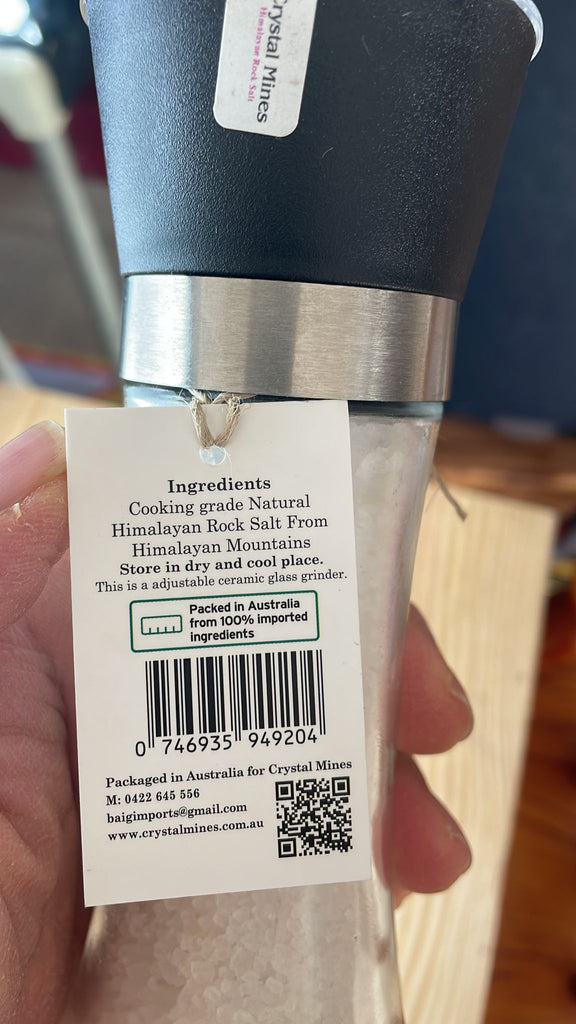 Crystal Mines
Himalayan Rock Salt
Ingredients
Cooking grade Natural
Himalayan Rock Salt From
Himalayan Mountains
Store in dry and cool place.
This is a adjustable ceramic glass grinder.
Packed in Australia
from 100% imported
ingredients
0 746935 949204
Packaged in Australia for Crystal Mines
M: 0422 645 556
baigimports@gmail.com
www.crystalmines.com.au